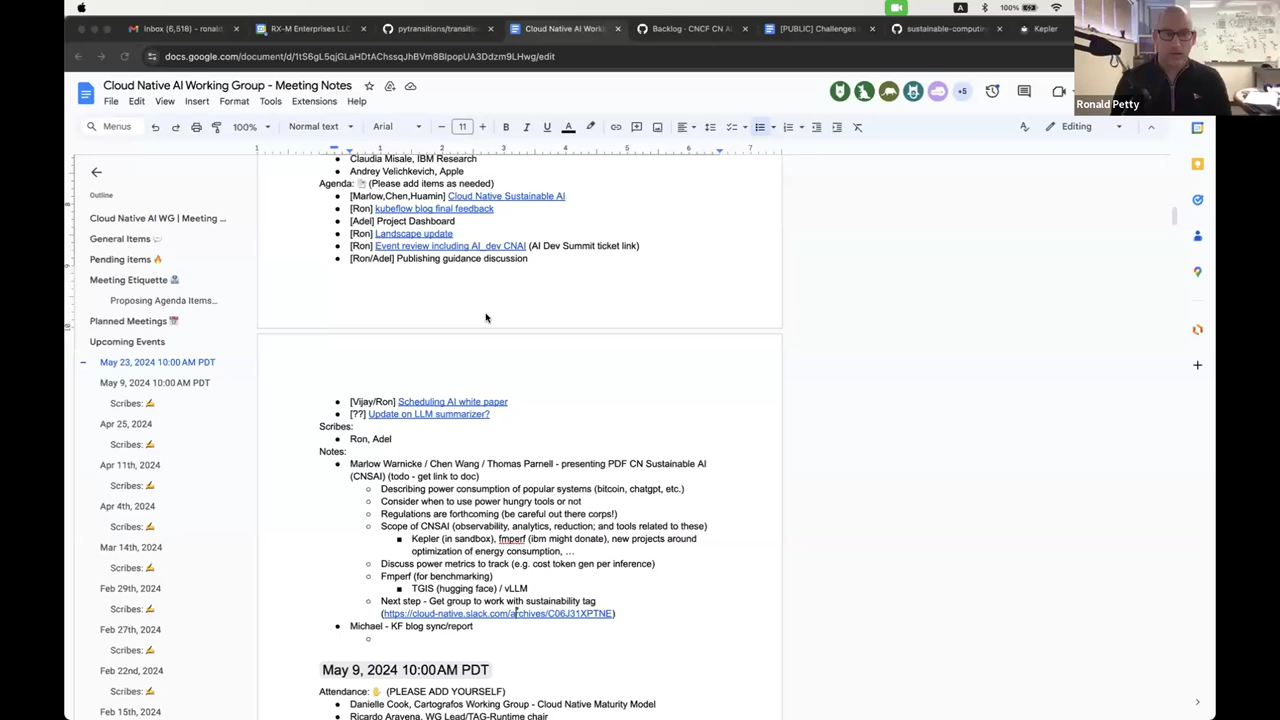 100%
Inbox (6,518) - ronald
RX-M Enterprises LLC
pytransitions/transition
Cloud Native AI Work
Backlog · CNCF CN AI
[PUBLIC] Challenges
sustainable-computin
Kepler
docs.google.com/document/d/1tS6gL5qjGLaHDtAChssqJhBVm8BIpopUA3Ddzm9LHwg/edit
Cloud Native AI Working Group - Meeting Notes
+5
Ronald Petty
File Edit View Insert Format Tools Extensions Help
Menus
100%
Normal text
Arial
11
Editing
1 1 2 3 4 5 6 7
Outline
Cloud Native AI WG | Meeting ...
General Items 💬
Pending items 🔥
Meeting Etiquette
Proposing Agenda Items...
Planned Meetings 📅
Upcoming Events
May 23, 2024 10:00 AM PDT
May 9, 2024 10:00 AM PDT
Scribes: ✍️
Apr 25, 2024
Scribes: ✍️
Apr 11th, 2024
Scribes: ✍️
Apr 4th, 2024
Scribes: ✍️
Mar 14th, 2024
Scribes: ✍️
Feb 29th, 2024
Scribes: ✍️
Feb 27th, 2024
Scribes: ✍️
Feb 22nd, 2024
Scribes: ✍️
Feb 15th, 2024
● Claudia Misale, IBM Research
● Andrey Velichkevich, Apple
Agenda: (Please add items as needed)
● [Marlow,Chen,Huamin] Cloud Native Sustainable AI
● [Ron] kubeflow blog final feedback
● [Adel] Project Dashboard
● [Ron] Landscape update
● [Ron] Event review including AI_dev CNAI (AI Dev Summit ticket link)
● [Ron/Adel] Publishing guidance discussion
● [Vijay/Ron] Scheduling AI white paper
● [??] Update on LLM summarizer?
Scribes:
● Ron, Adel
Notes:
● Marlow Warnicke / Chen Wang / Thomas Parnell - presenting PDF CN Sustainable AI
(CNSAI) (todo - get link to doc)
○ Describing power consumption of popular systems (bitcoin, chatgpt, etc.)
○ Consider when to use power hungry tools or not
○ Regulations are forthcoming (be careful out there corps!)
○ Scope of CNSAI (observability, analytics, reduction; and tools related to these)
■ Kepler (in sandbox), fmperf (ibm might donate), new projects around
optimization of energy consumption, …
○ Discuss power metrics to track (e.g. cost token gen per inference)
○ Fmperf (for benchmarking)
■ TGIS (hugging face) / vLLM
○ Next step - Get group to work with sustainability tag
(https://cloud-native.slack.com/archives/C06J31XPTNE)
● Michael - KF blog sync/report
○
May 9, 2024 10:00 AM PDT
Attendance: ✋ (PLEASE ADD YOURSELF)
● Danielle Cook, Cartografos Working Group - Cloud Native Maturity Model
● Ricardo Aravena, WG Lead/TAG-Runtime chair